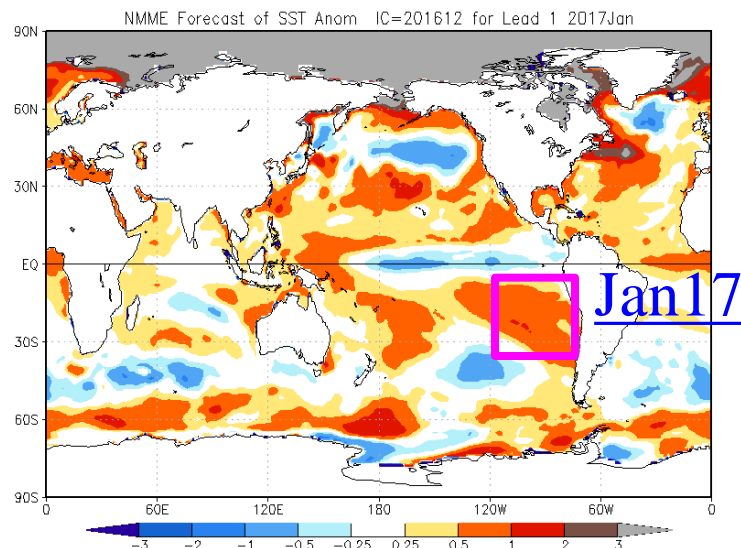 NMME Forecast of SST Anom IC=201612 for Lead 1 2017Jan
90N
60N
30N
EQ
30S
60S
90S
Jan17
0 60E 120E 180 120W 60W 0
-3 -2 -1 -0.5 -0.25 0.25 0.5 1 2 3